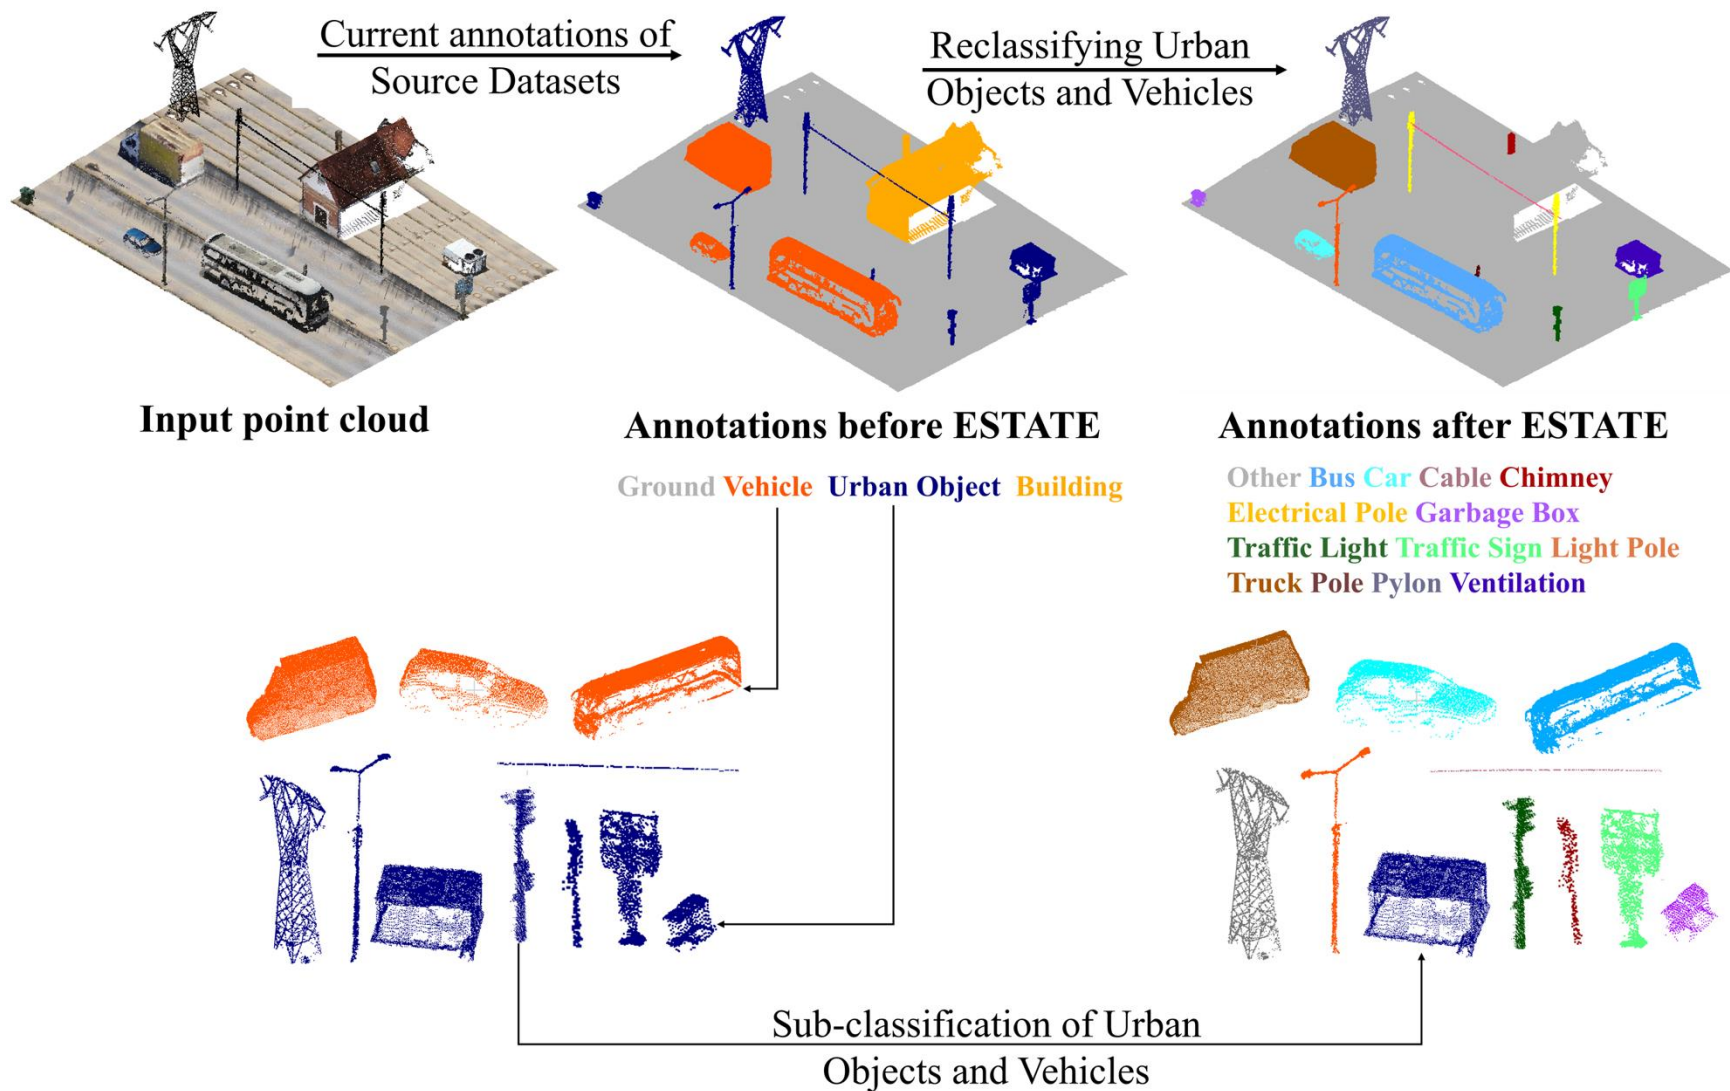 Current annotations of
Source Datasets
Reclassifying Urban
Objects and Vehicles
Input point cloud
Annotations before ESTATE
Annotations after ESTATE
Ground Vehicle Urban Object Building
Other Bus Car Cable Chimney
Electrical Pole Garbage Box
Traffic Light Traffic Sign Light Pole
Truck Pole Pylon Ventilation
Sub-classification of Urban
Objects and Vehicles